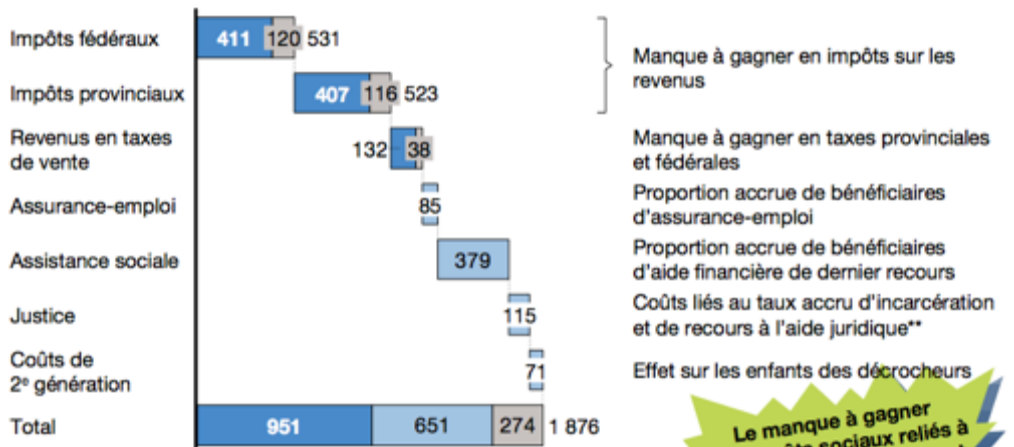 Impôts fédéraux 411 120 531
Manque à gagner en impôts sur les
revenus
Impôts provinciaux 407 116 523
Revenus en taxes
de vente
132 38
Manque à gagner en taxes provinciales
et fédérales
Assurance-emploi 85
Proportion accrue de bénéficiaires
d'assurance-emploi
Assistance sociale 379
Proportion accrue de bénéficiaires
d'aide financière de dernier recours
Justice 115
Coûts liés au taux accru d'incarcération
et de recours à l'aide juridique**
Coûts de
2e génération
71
Effet sur les enfants des décrocheurs
Total 951 651 274 1 876
Le manque à gagner
sociaux reliés à